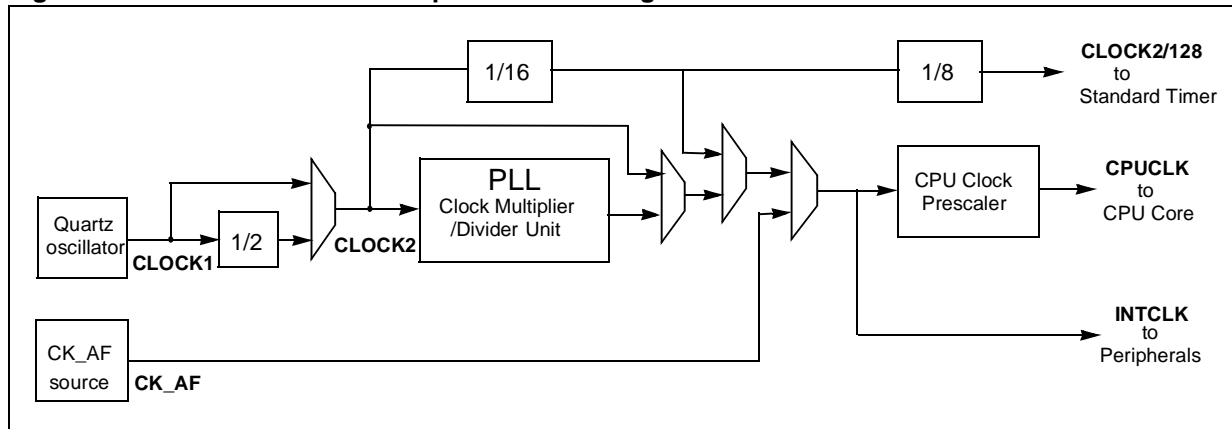 1/16
1/8
CLOCK2/128
to
Standard Timer
PLL
Clock Multiplier
/Divider Unit
CPU Clock
Prescaler
CPUCLK
to
CPU Core
Quartz
oscillator
CLOCK1
1/2
CLOCK2
INTCLK
to
Peripherals
CK_AF
source
CK_AF